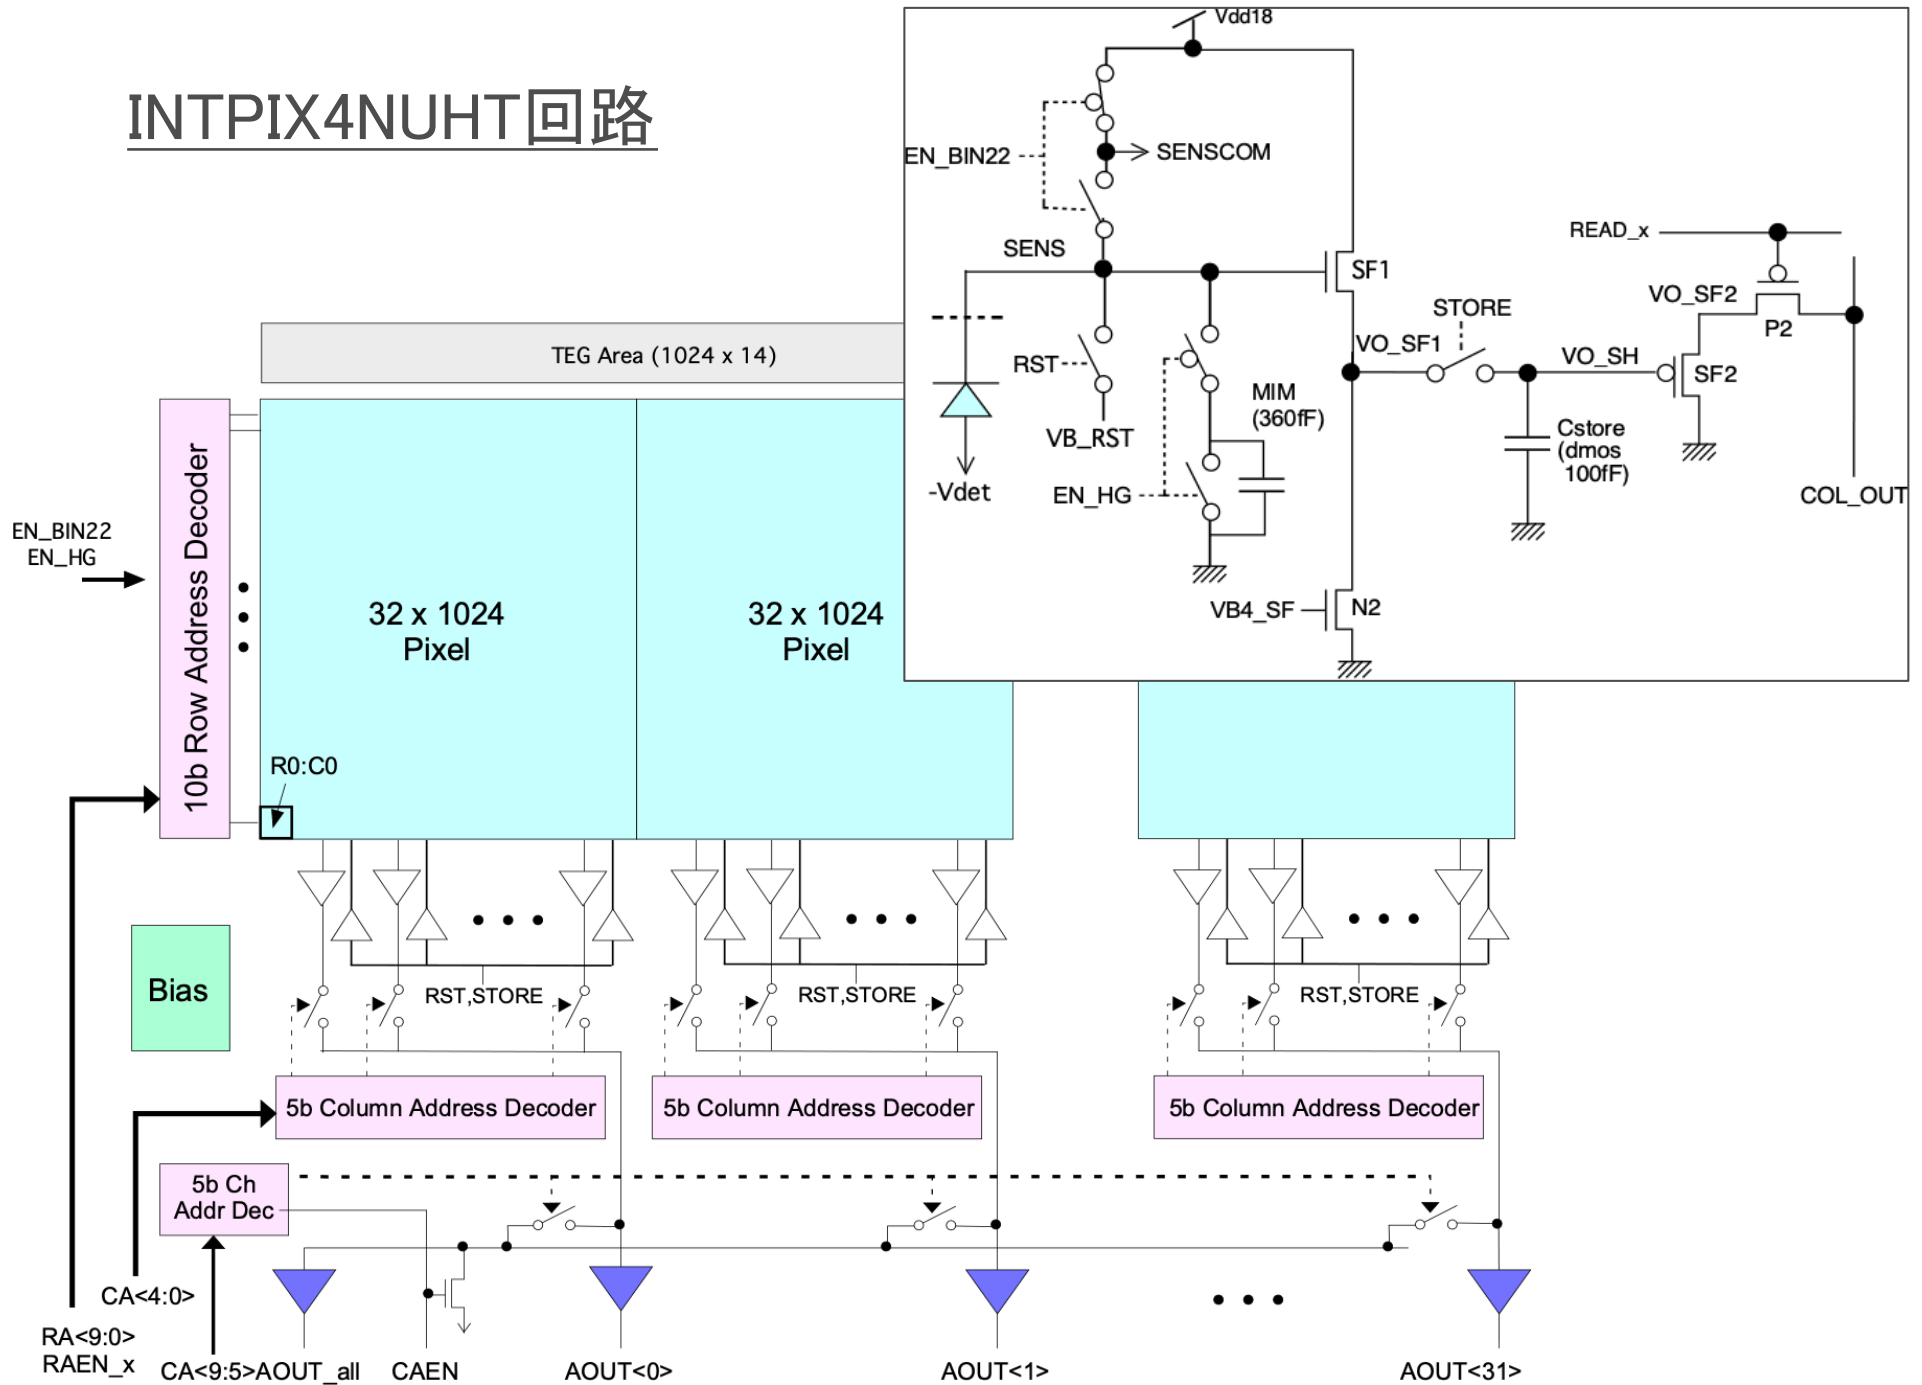 INTPIX4NUHT回路
Vdd18
EN_BIN22
SENSCOM
SENS
SF1
READ_x
VO_SF2
P2
STORE
VO_SF1
VO_SH
SF2
RST
VB_RST
MIM
(360fF)
Cstore
(dmos
100fF)
-Vdet
EN_HG
COL_OUT
VB4_SF
N2
TEG Area (1024 x 14)
10b Row Address Decoder
EN_BIN22
EN_HG
32 x 1024
Pixel
32 x 1024
Pixel
R0:C0
Bias
RST,STORE
RST,STORE
RST,STORE
5b Column Address Decoder
5b Column Address Decoder
5b Column Address Decoder
5b Ch
Addr Dec
CA<4:0>
RA<9:0>
RAEN_x
CA<9:5>
AOUT_all
CAEN
AOUT<0>
AOUT<1>
AOUT<31>